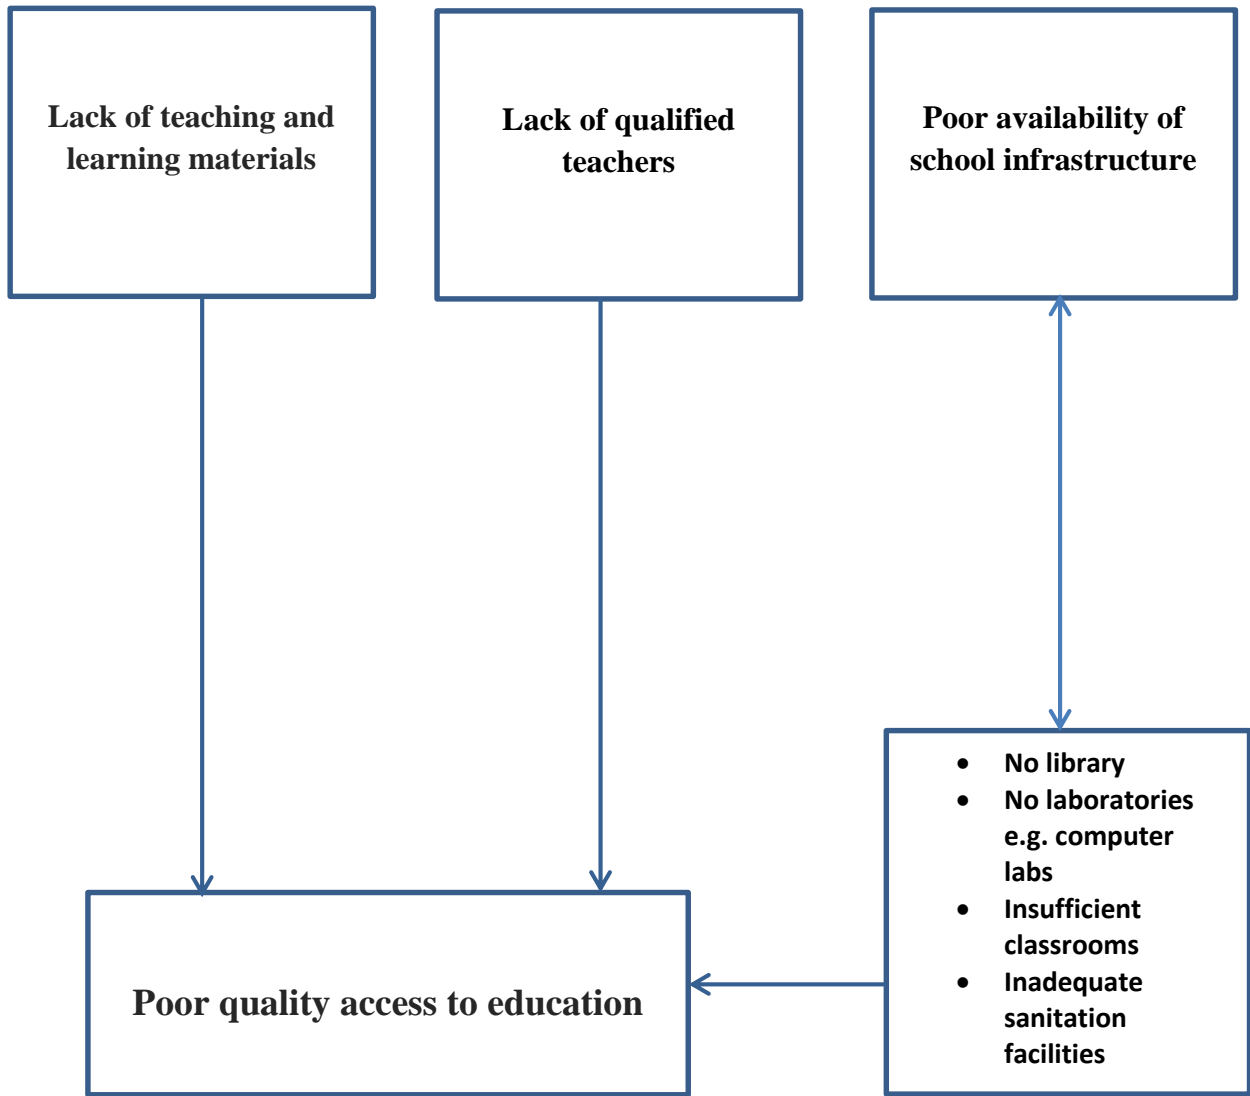 Lack of teaching and
learning materials
Lack of qualified
teachers
Poor availability of
school infrastructure
• No library
• No laboratories
e.g. computer
labs
• Insufficient
classrooms
• Inadequate
sanitation
facilities
Poor quality access to education